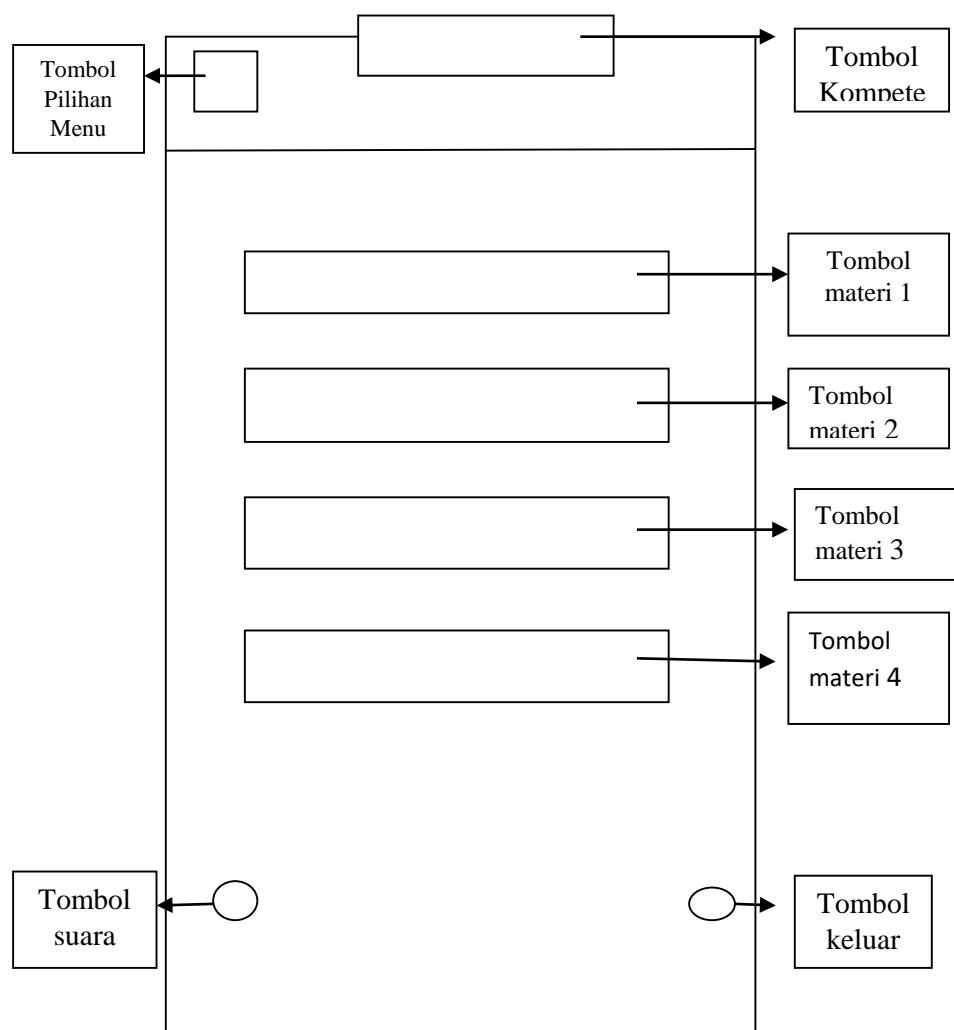 Tombol
Pilihan
Menu
Tombol
Kompete
Tombol
materi 1
Tombol
materi 2
Tombol
materi 3
Tombol
materi 4
Tombol
suara
Tombol
keluar